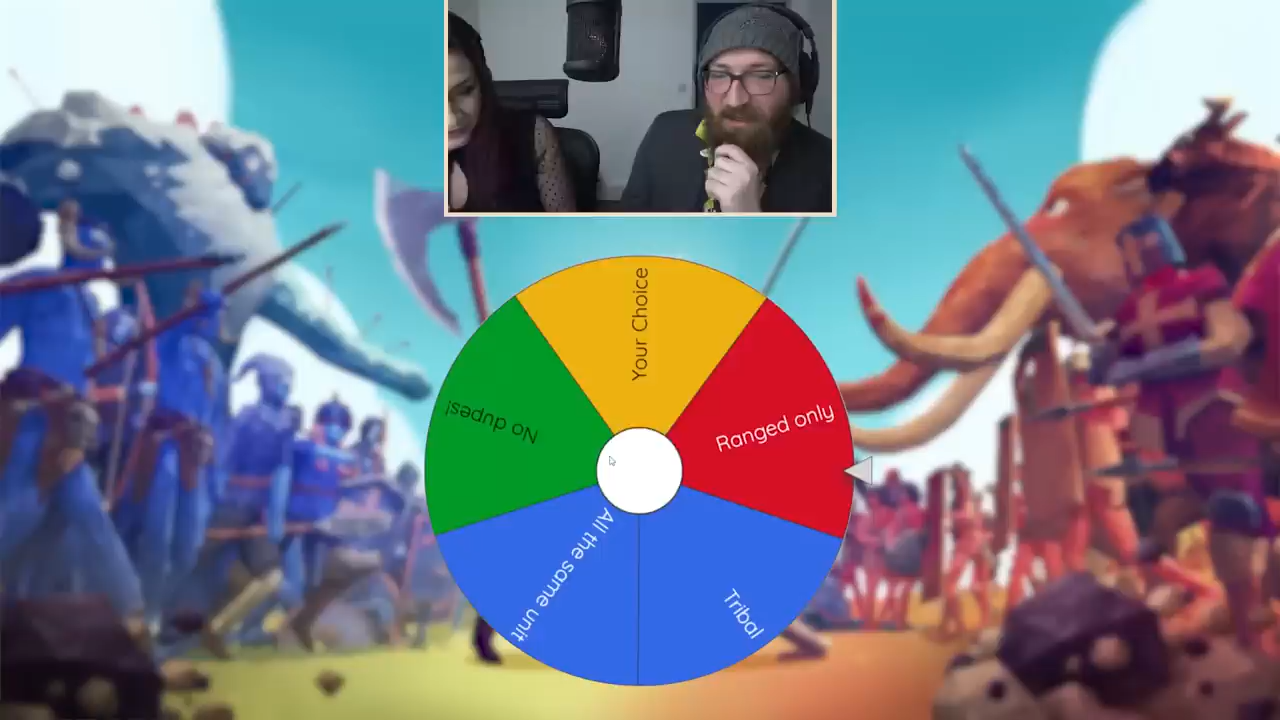 Your Choice
No dupes!
Ranged only
All the same unit
Tribal